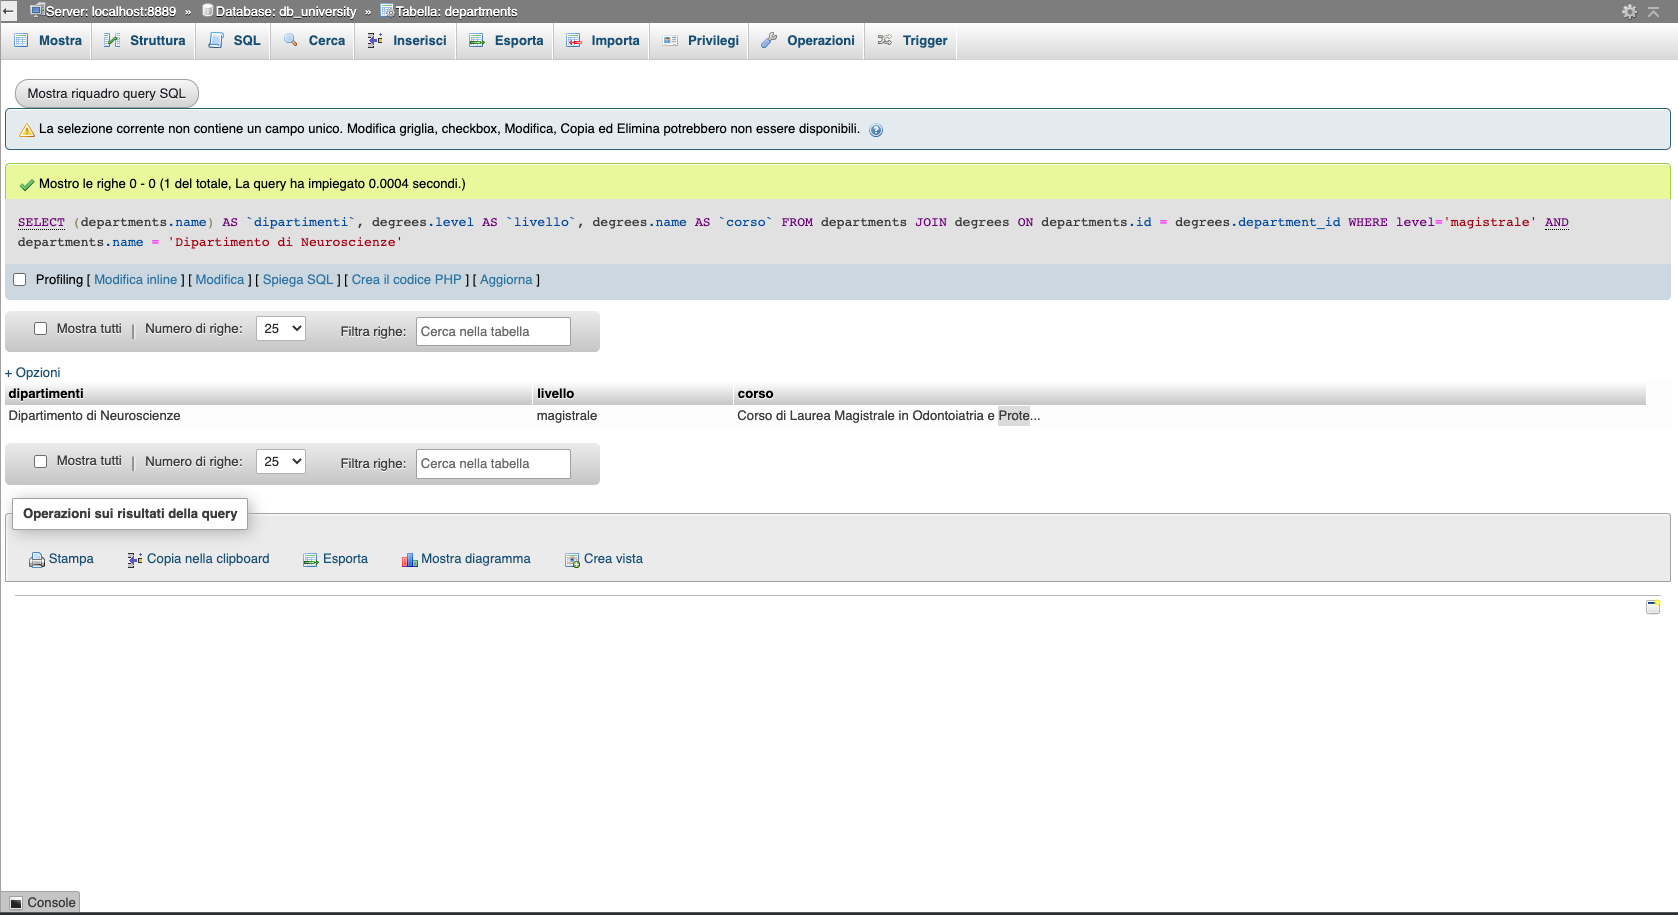 Server: localhost:8889 » Database: db_university » Tabella: departments
Mostra Struttura SQL Cerca Inserisci Esporta Importa Privilegi Operazioni Trigger
Mostra riquadro query SQL
La selezione corrente non contiene un campo unico. Modifica griglia, checkbox, Modifica, Copia ed Elimina potrebbero non essere disponibili.
Mostro le righe 0 - 0 (1 del totale, La query ha impiegato 0.0004 secondi.)
SELECT (departments.name) AS `dipartimenti`, degrees.level AS `livello`, degrees.name AS `corso` FROM departments JOIN degrees ON departments.id = degrees.department_id WHERE level='magistrale' AND
departments.name = 'Dipartimento di Neuroscienze'
Profiling [ Modifica inline ] [ Modifica ] [ Spiega SQL ] [ Crea il codice PHP ] [ Aggiorna ]
Mostra tutti | Numero di righe: 25 Filtra righe: Cerca nella tabella
+ Opzioni
dipartimenti livello corso
Dipartimento di Neuroscienze magistrale Corso di Laurea Magistrale in Odontoiatria e Prote...
Mostra tutti | Numero di righe: 25 Filtra righe: Cerca nella tabella
Operazioni sui risultati della query
Stampa Copia nella clipboard Esporta Mostra diagramma Crea vista
Console